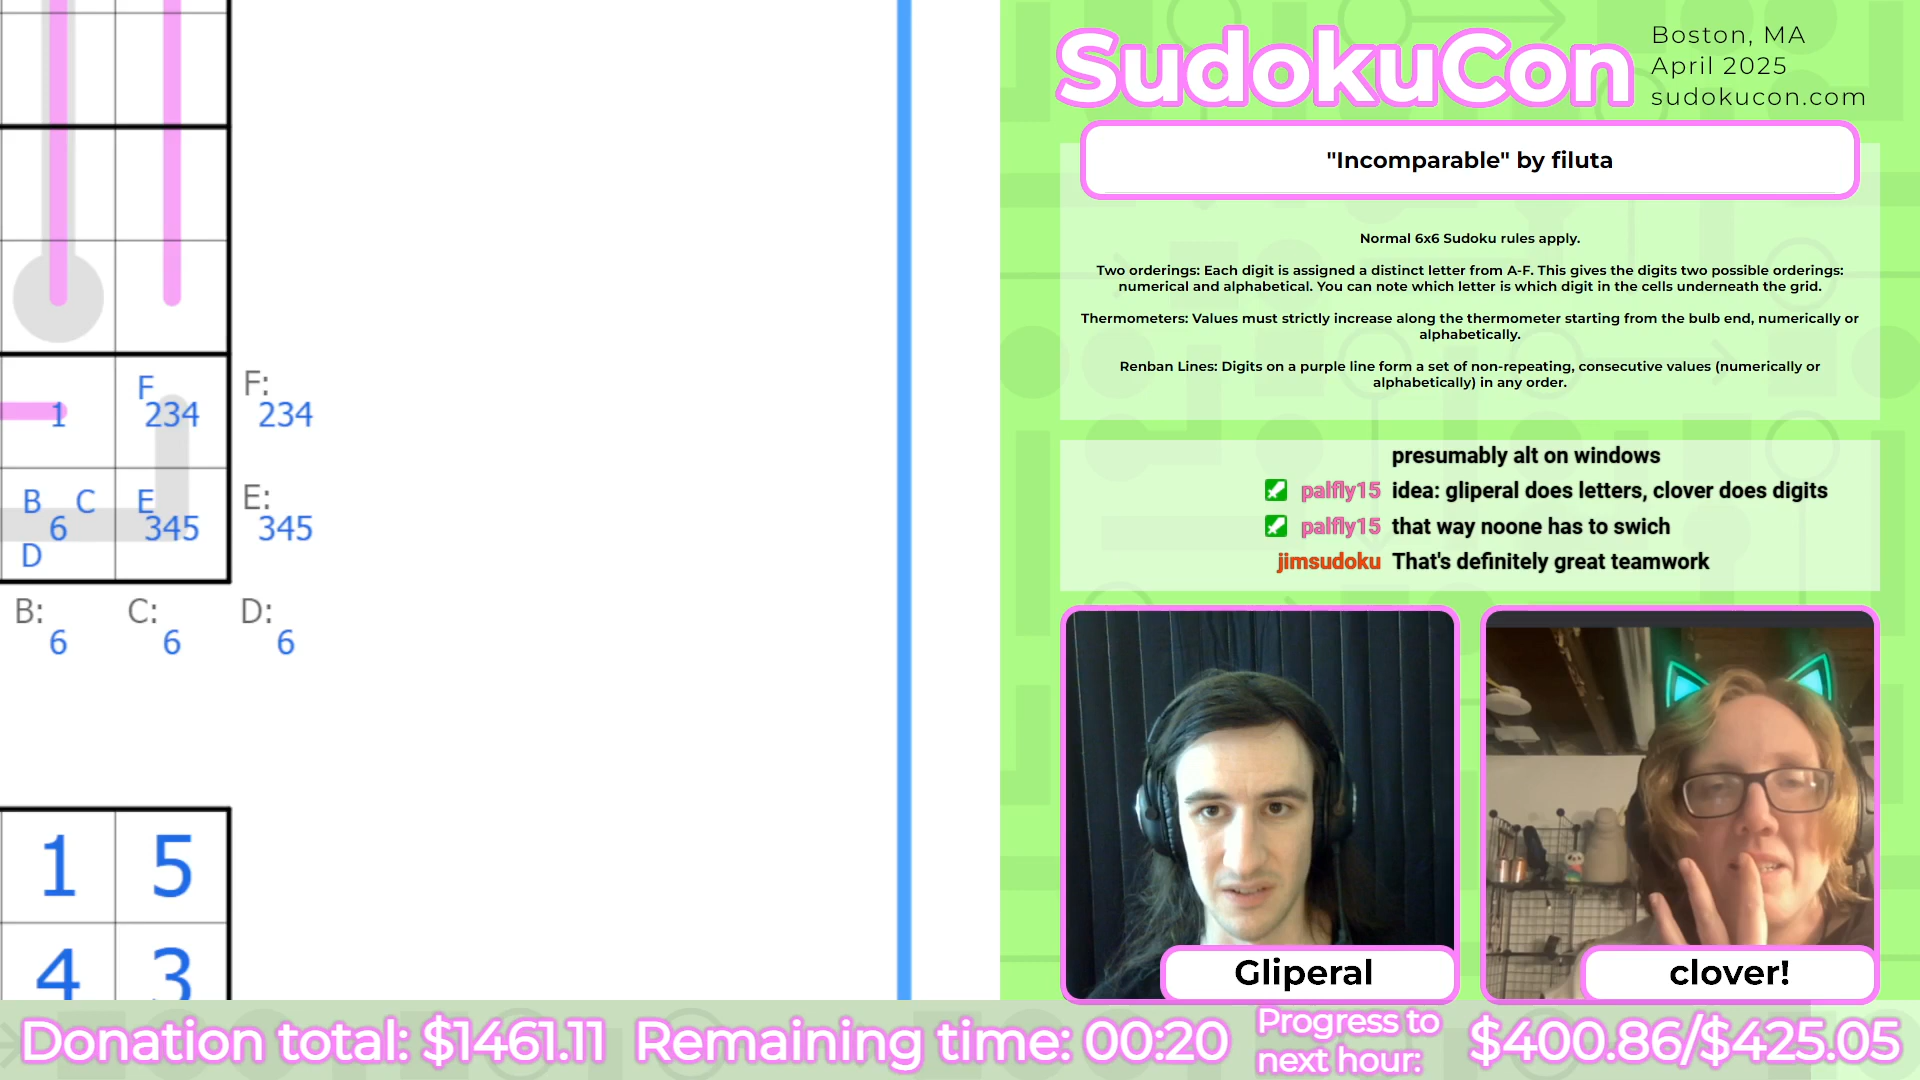 SudokuCon
Boston, MA
April 2025
sudokucon.com
"Incomparable" by filuta
Normal 6x6 Sudoku rules apply.
Two orderings: Each digit is assigned a distinct letter from A-F. This gives the digits two possible orderings:
numerical and alphabetical. You can note which letter is which digit in the cells underneath the grid.
Thermometers: Values must strictly increase along the thermometer starting from the bulb end, numerically or
alphabetically.
Renban Lines: Digits on a purple line form a set of non-repeating, consecutive values (numerically or
alphabetically) in any order.
F F:
1 234 234
B C E E:
6 345 345
D
B: C: D:
6 6 6
1 5
4 3
presumably alt on windows
palfly15 idea: gliperal does letters, clover does digits
palfly15 that way noone has to swich
jimsudoku That's definitely great teamwork
Gliperal
clover!
Donation total: $1461.11 Remaining time: 00:20
Progress to
next hour:
$400.86/$425.05